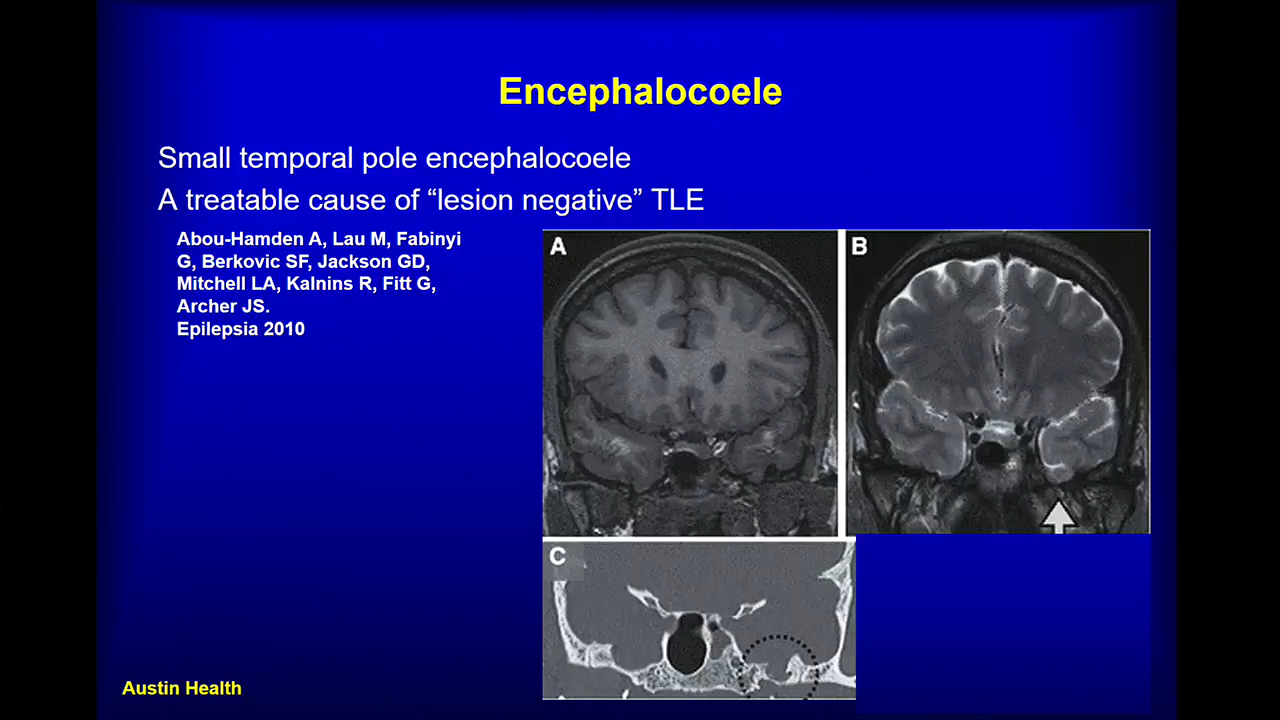 Encephalocoele
Small temporal pole encephalocoele
A treatable cause of “lesion negative” TLE
Abou-Hamden A, Lau M, Fabinyi
G, Berkovic SF, Jackson GD,
Mitchell LA, Kalnins R, Fitt G,
Archer JS.
Epilepsia 2010
A
B
C
Austin Health